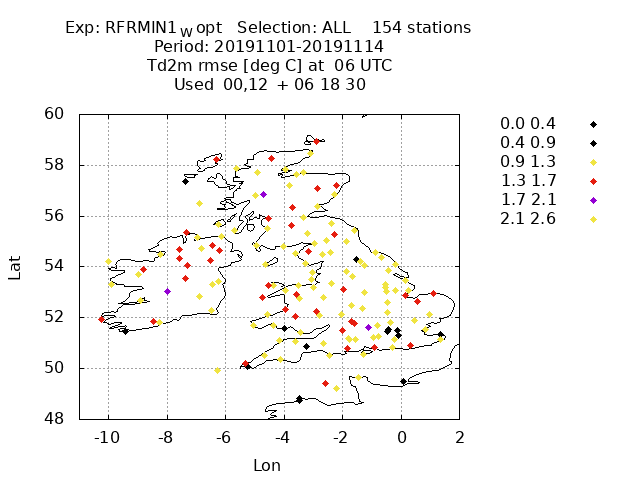 Exp: RFRMIN1wopt Selection: ALL 154 stations
Period: 20191101-20191114
Td2m rmse [deg C] at 06 UTC
Used 00,12 + 06 18 30
60
58
56
54
52
50
48
Lat
-10 -8 -6 -4 -2 0 2
Lon
0.0 0.4
0.4 0.9
0.9 1.3
1.3 1.7
1.7 2.1
2.1 2.6